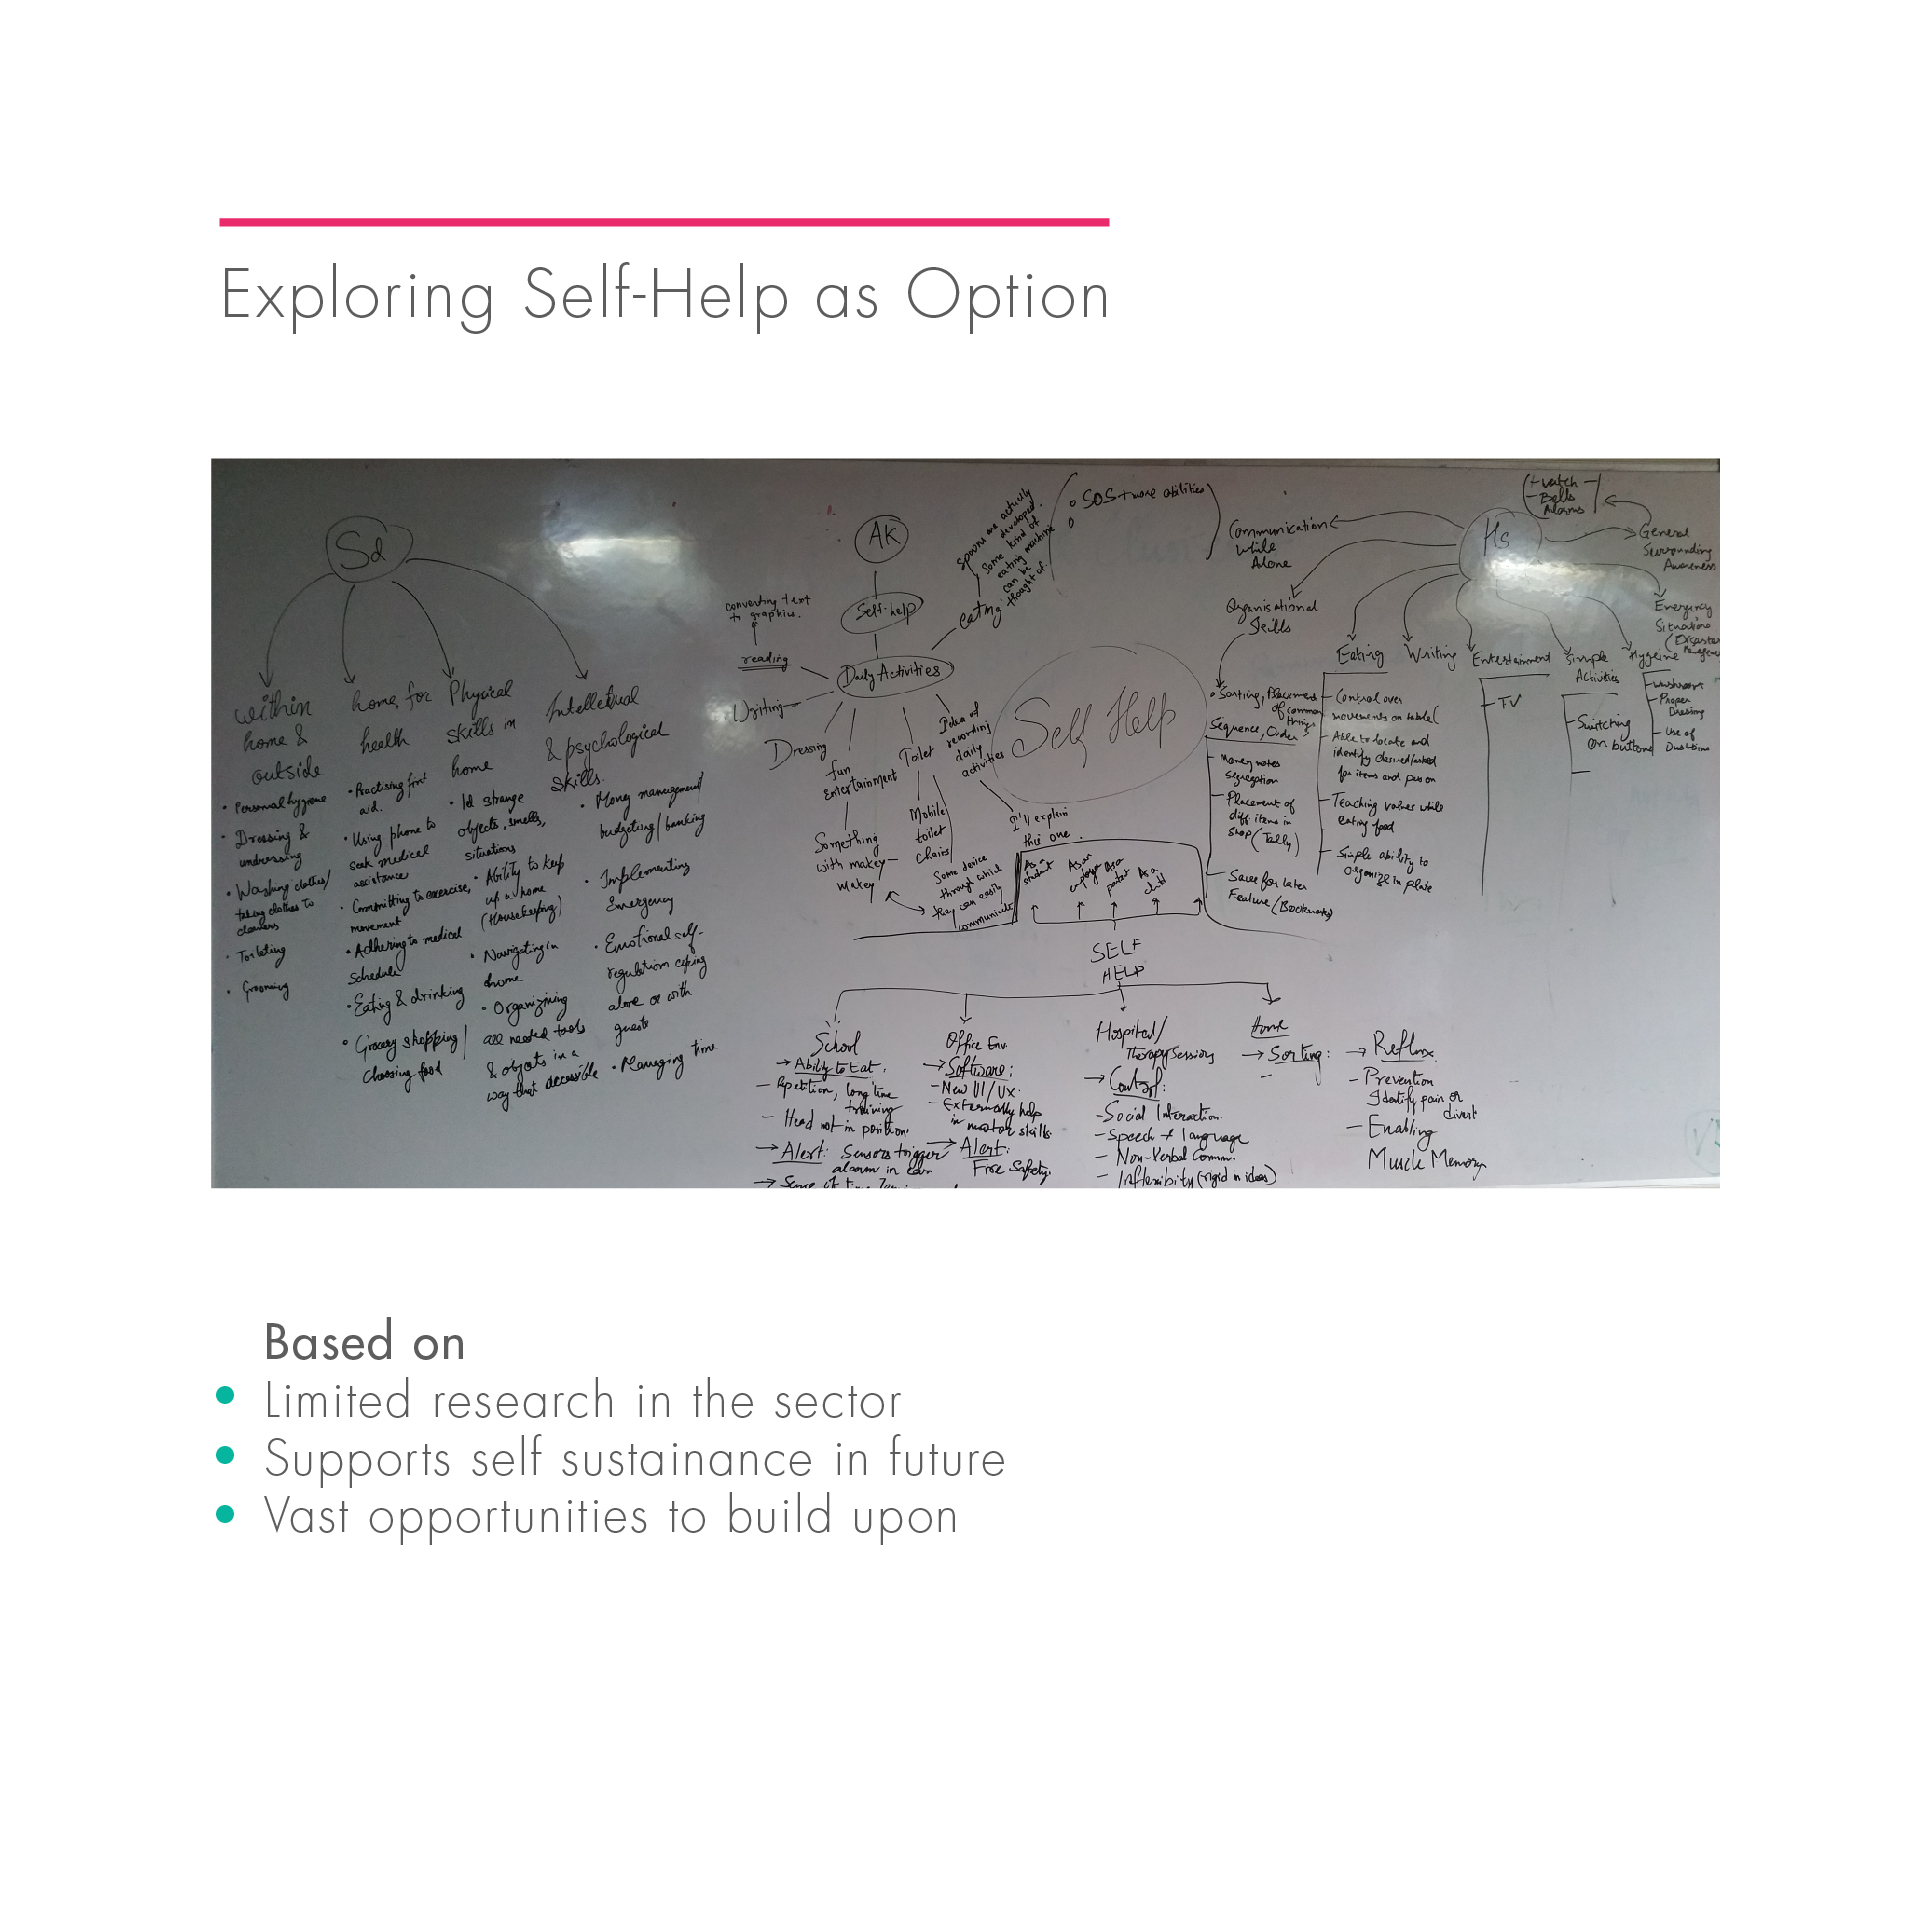 Exploring Self-Help as Option
Sd
within
home &
outside
• Personal hygiene
• Dressing &
undressing
• Washing clothes/
taking clothes to
cleaners
• Toileting
• Grooming
home, for
health
• Practising first
aid.
• Using phone to
seek medical
assistance
• Committing to exercise,
movement
• Adhering to medical
schedule
• Eating & drinking
• Grocery shopping/
choosing food
Physical
skills in
home
• Id strange
objects, smells,
situations
• Ability to keep
up a home
(Housekeeping)
• Navigating in
home
• Organizing
all needed tools
& objects in a
way that accessible
Intellectual
& psychological
skills.
• Money management/
budgeting/banking
• Implementing
Emergency
• Emotional self-
regulation coping
alone or with
guests
• Managing time
AK
Self-help
Daily Activities
converting text
to graphics.
reading
Writing
Dressing
fun
Entertainment
Something
with makey-
makey
Toilet
Mobile
toilet
chairs
Some device
through while
they can easily
communicate
Idea of
recording
daily
activities
I'll explain
this one.
eating
spoons are actively
developed.
some kind of
eating machine
can be
thought of.
SOS + more abilities
Self Help
Hs
Communication
while
Alone
Organisational
Skills
• Sorting, Placement
of common
things
Sequence, Order
- Money notes
segregation
- Placement of
diff items in
shop (Tally)
- Save for later
Feature/(Bookmarks)
Eating
- Control over
movements on table
- Able to locate and
identify desired/asked
for items and person
- Teaching values while
eating food
- Simple ability to
organize in plate
Writing
Entertainment
- TV
Simple
Activities
- Switching
on buttons
Hygeine
- Washroom
- Proper
Dressing
- Use of
Dustbins
- Watch
- Bells
Alarms
General
Surrounding
Awareness
Emergency
Situations
(Disaster
As a
student
As an
employee
As a
patient
As a
child
SELF
HELP
School
→ Ability to Eat.
- Repetition, long time
training
- Head not in position.
→ Alert: Sensors trigger
alarm in ear.
→ Sense of time
Office Env.
→ Software:
- New UI/UX.
- Externally help
in motor skills.
→ Alert:
Fire Safety.
Hospital/
Therapy Sessions
→ Control:
- Social Interaction
- Speech & language
- Non-Verbal Comm.
- Inflexibity (rigid in ideas)
Home
→ Sorting:
→ Reflux.
- Prevention
Identify pain or
divert
- Enabling
Muscle Memory
Based on
• Limited research in the sector
• Supports self sustainance in future
• Vast opportunities to build upon